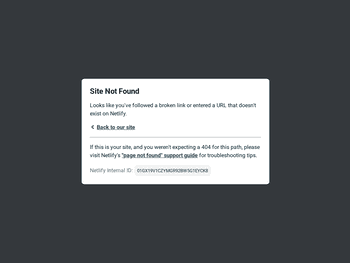 Site Not Found
Looks like you've followed a broken link or entered a URL that doesn't
exist on Netlify.
Back to our site
If this is your site, and you weren't expecting a 404 for this path, please
visit Netlify's "page not found" support guide for troubleshooting tips.
Netlify Internal ID: